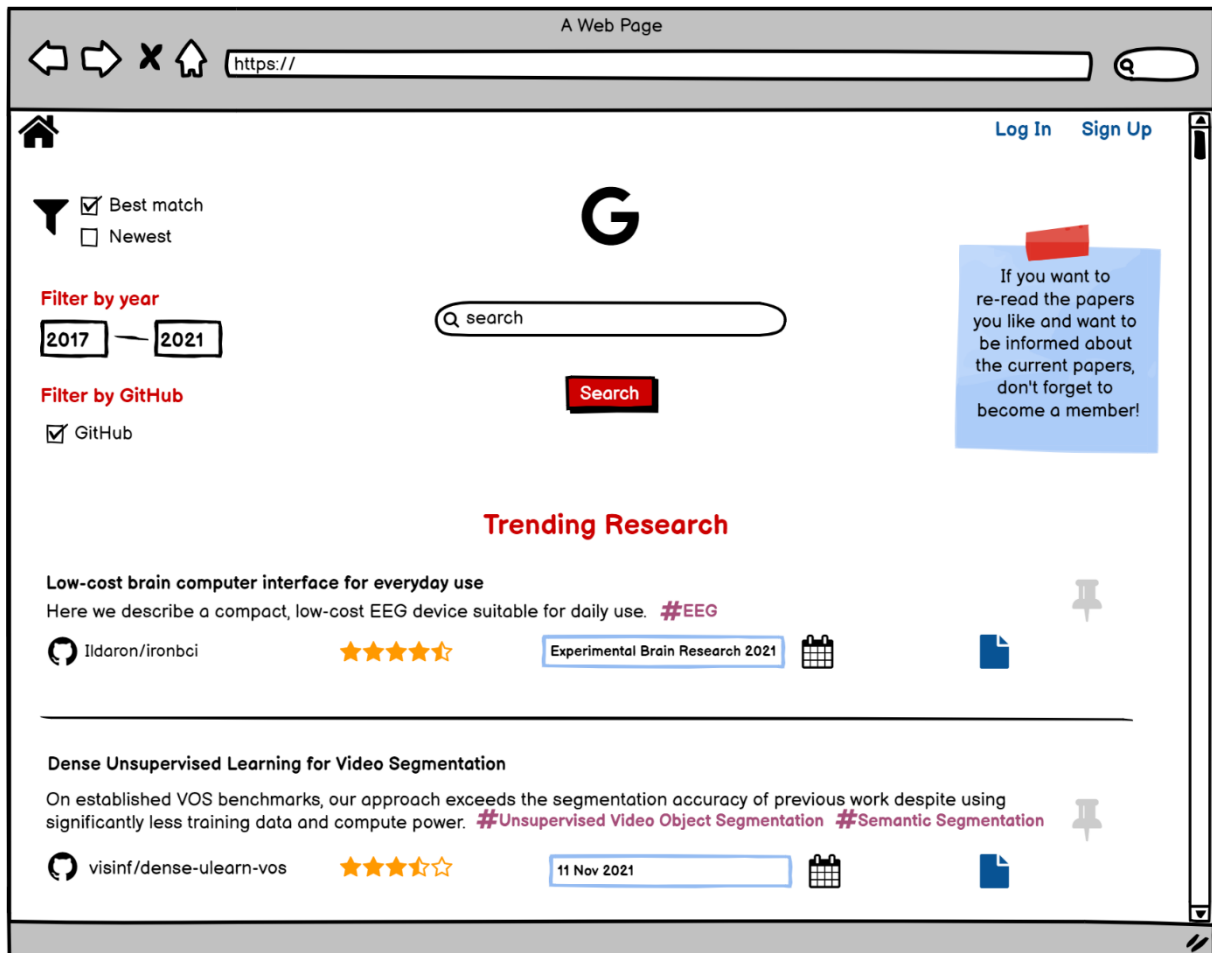 A Web Page
https://
Log In Sign Up
Best match
Newest
G
Filter by year
2017 — 2021
Filter by GitHub
GitHub
search
Search
If you want to
re-read the papers
you like and want to
be informed about
the current papers,
don't forget to
become a member!
Trending Research
Low-cost brain computer interface for everyday use
Here we describe a compact, low-cost EEG device suitable for daily use. #EEG
Ildaron/ironbci
Experimental Brain Research 2021
Dense Unsupervised Learning for Video Segmentation
On established VOS benchmarks, our approach exceeds the segmentation accuracy of previous work despite using
significantly less training data and compute power. #Unsupervised Video Object Segmentation #Semantic Segmentation
visinf/dense-ulearn-vos
11 Nov 2021